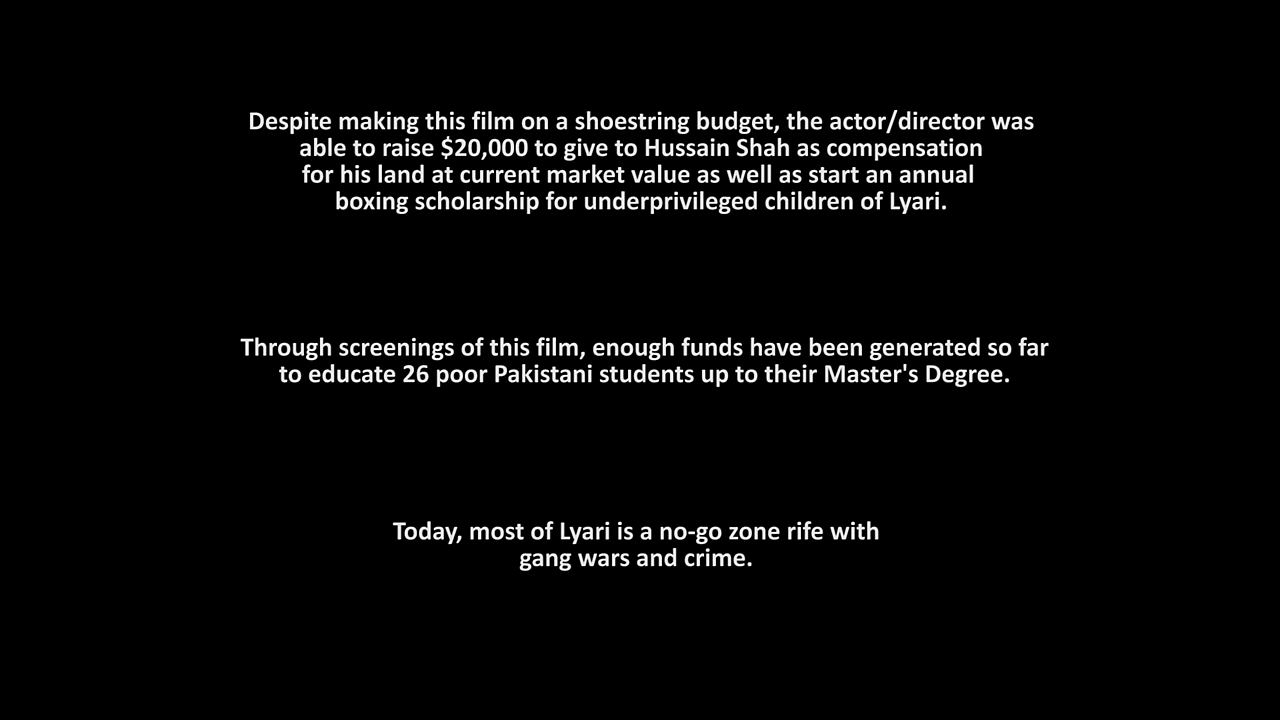 Despite making this film on a shoestring budget, the actor/director was
able to raise $20,000 to give to Hussain Shah as compensation
for his land at current market value as well as start an annual
boxing scholarship for underprivileged children of Lyari.
Through screenings of this film, enough funds have been generated so far
to educate 26 poor Pakistani students up to their Master's Degree.
Today, most of Lyari is a no-go zone rife with
gang wars and crime.